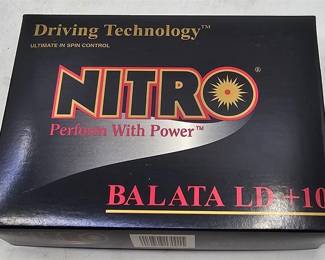 Driving Technology™
ULTIMATE IN SPIN CONTROL
NITRO®
Perform With Power™
BALATA LD +10